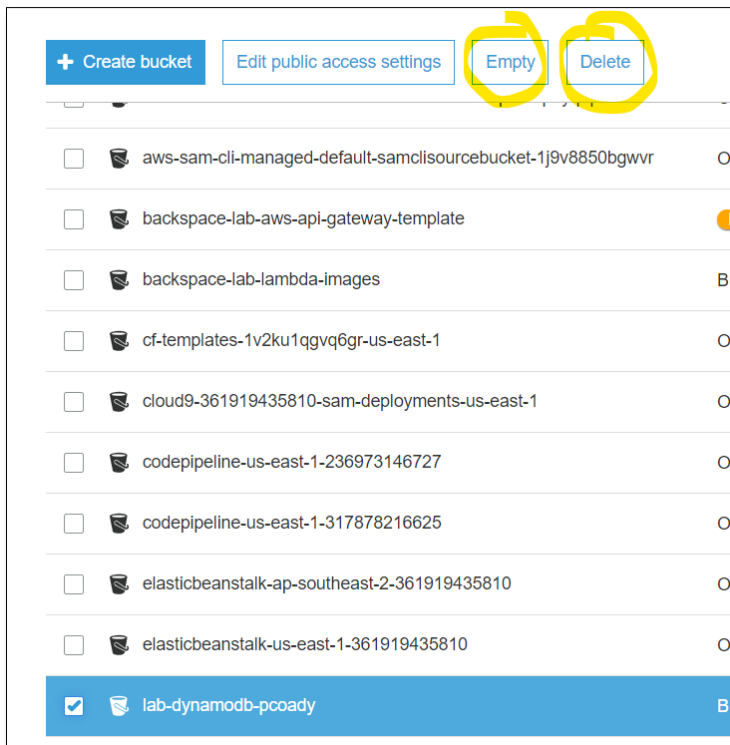 + Create bucket Edit public access settings Empty Delete
aws-sam-cli-managed-default-samclisourcebucket-1j9v8850bgwvr O
backspace-lab-aws-api-gateway-template
backspace-lab-lambda-images B
cf-templates-1v2ku1qgvq6gr-us-east-1 O
cloud9-361919435810-sam-deployments-us-east-1 O
codepipeline-us-east-1-236973146727 O
codepipeline-us-east-1-317878216625 O
elasticbeanstalk-ap-southeast-2-361919435810 O
elasticbeanstalk-us-east-1-361919435810 O
lab-dynamodb-pcoady B